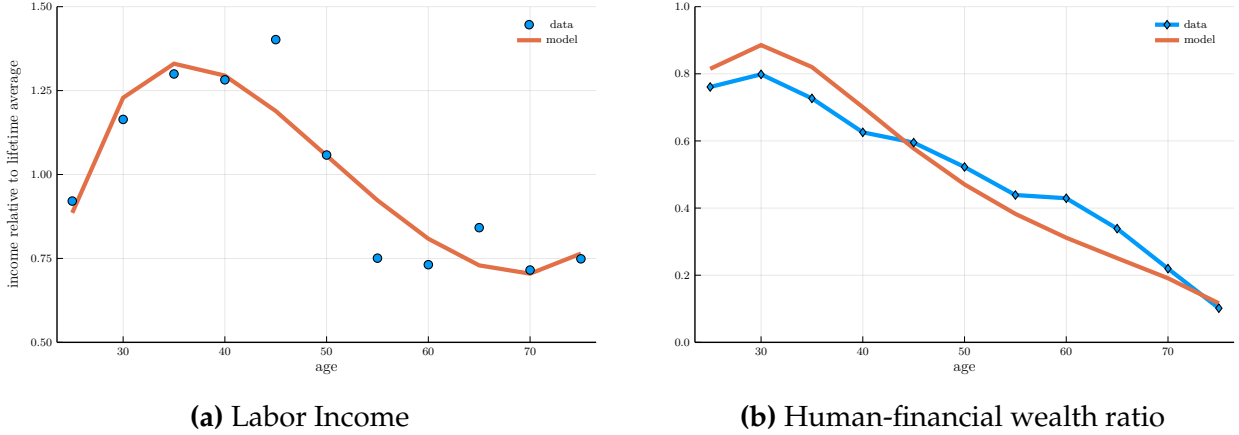 income relative to lifetime average
1.50
1.25
1.00
0.75
0.50
data
model
30 40 50 60 70
age
(a) Labor Income
1.0
0.8
0.6
0.4
0.2
0.0
data
model
30 40 50 60 70
age
(b) Human-financial wealth ratio